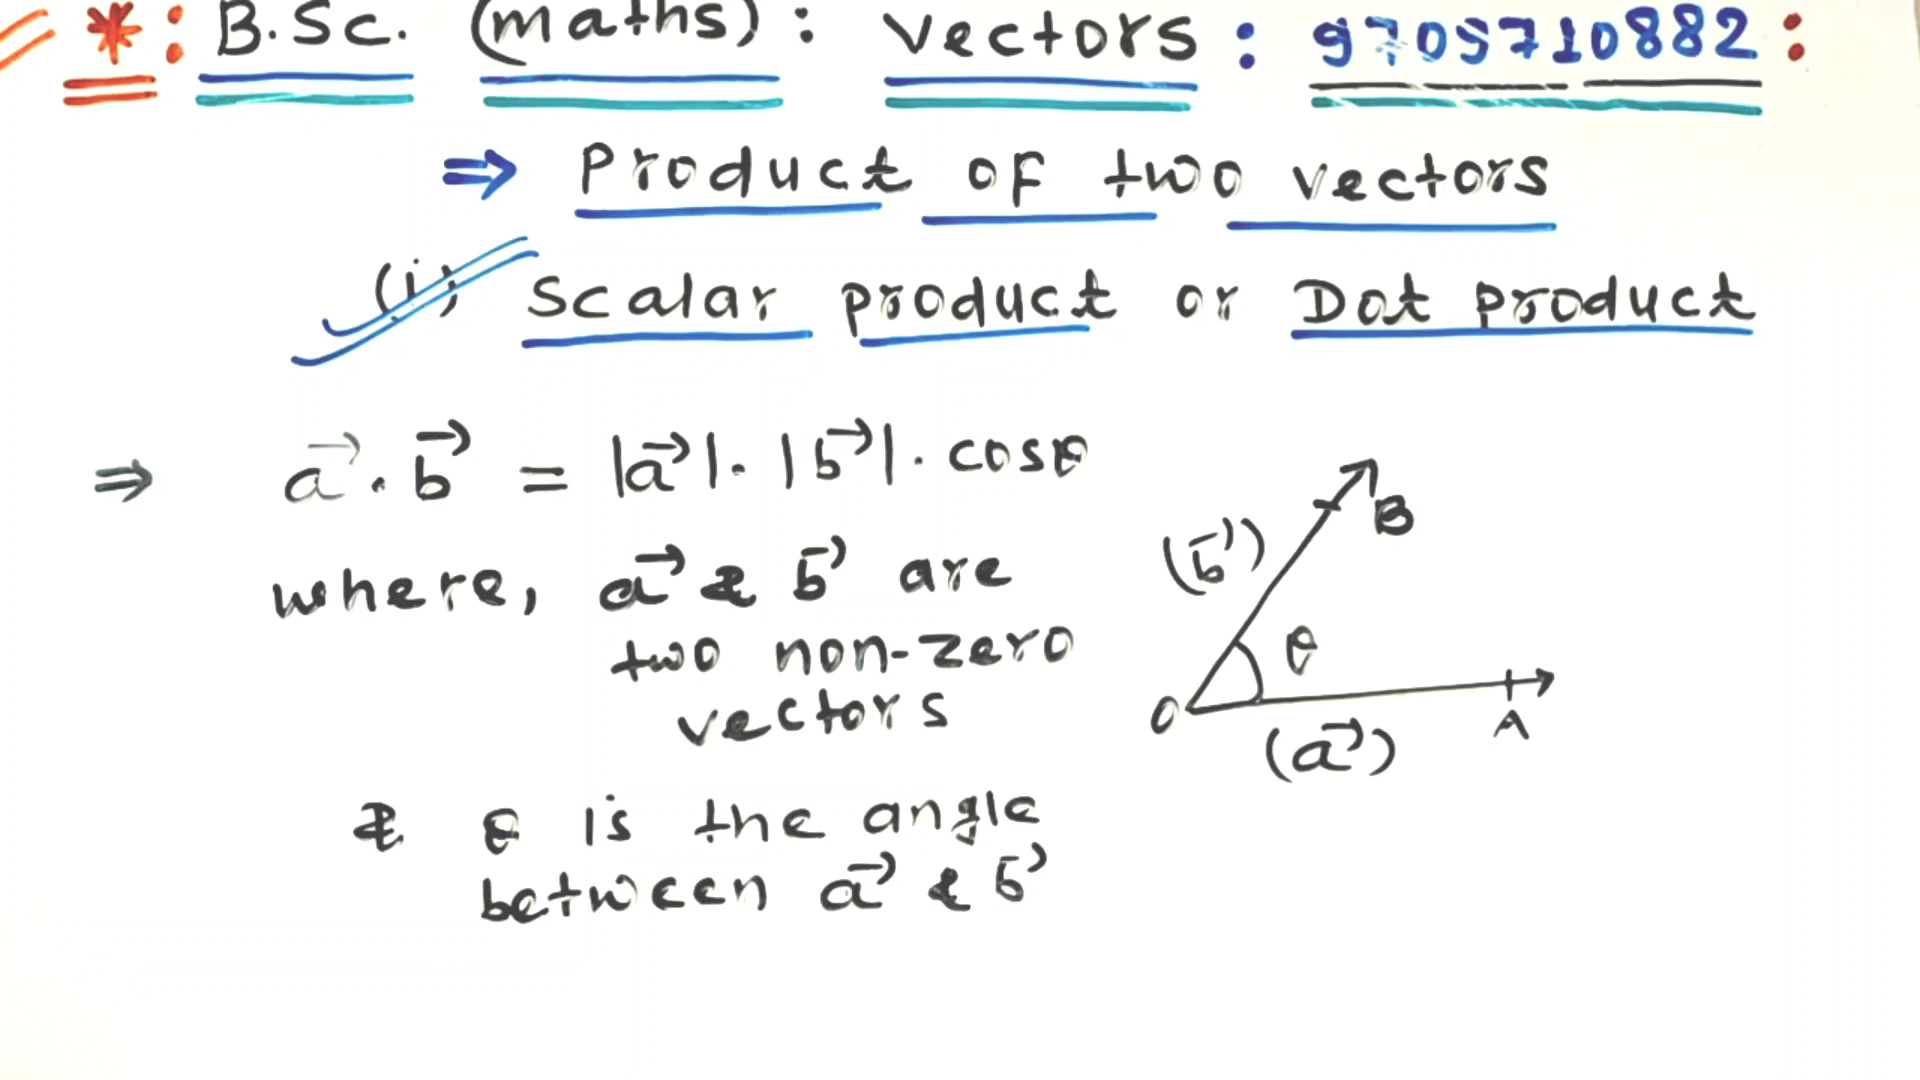 *: B.Sc. (maths): Vectors: 9705710882:
⇒ Product of two vectors
(i) Scalar product or Dot product
⇒ a⃗ . b⃗ = |a⃗|. |b⃗|. cosθ
where, a⃗ & b⃗ are
two non-zero
vectors
& θ is the angle
between a⃗ & b⃗
B
(b⃗)
θ
O
A
(a⃗)